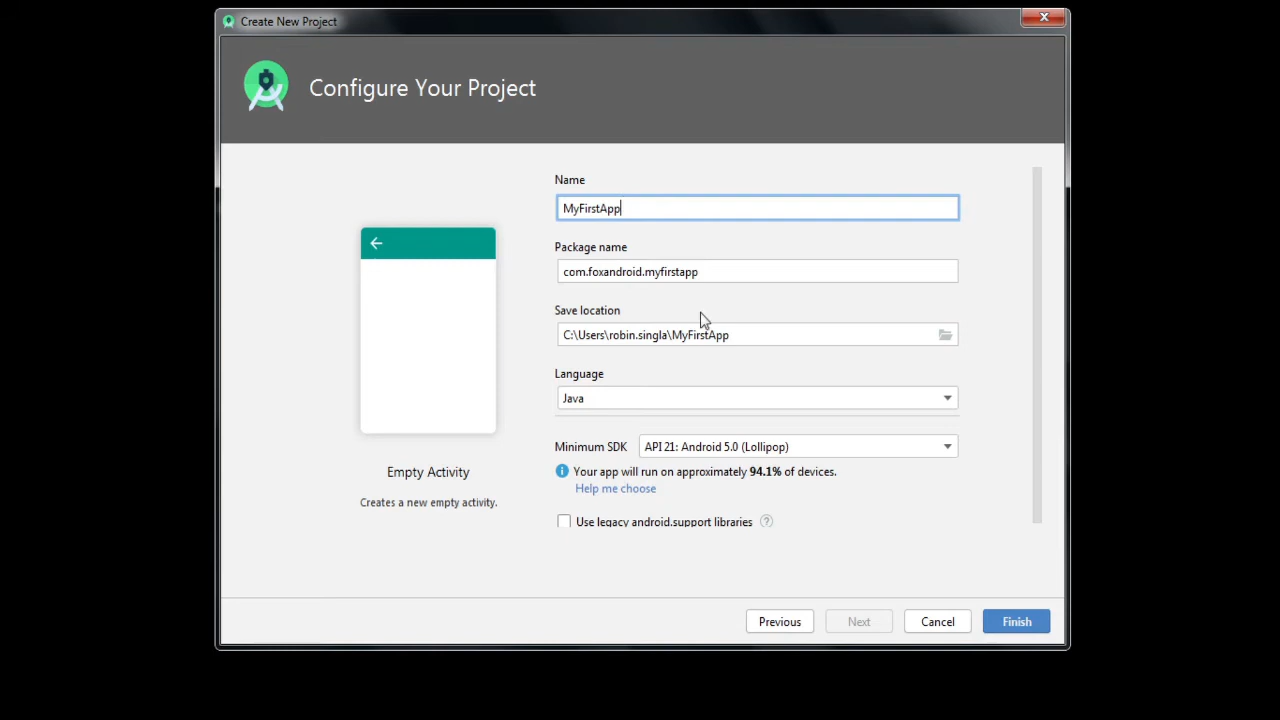 Create New Project
Configure Your Project
Name
MyFirstApp
Package name
com.foxandroid.myfirstapp
Save location
C:\Users\robin.singla\MyFirstApp
Language
Java
Minimum SDK API 21: Android 5.0 (Lollipop)
Your app will run on approximately 94.1% of devices.
Help me choose
Use legacy android.support libraries ?
Empty Activity
Creates a new empty activity.
Previous Next Cancel Finish